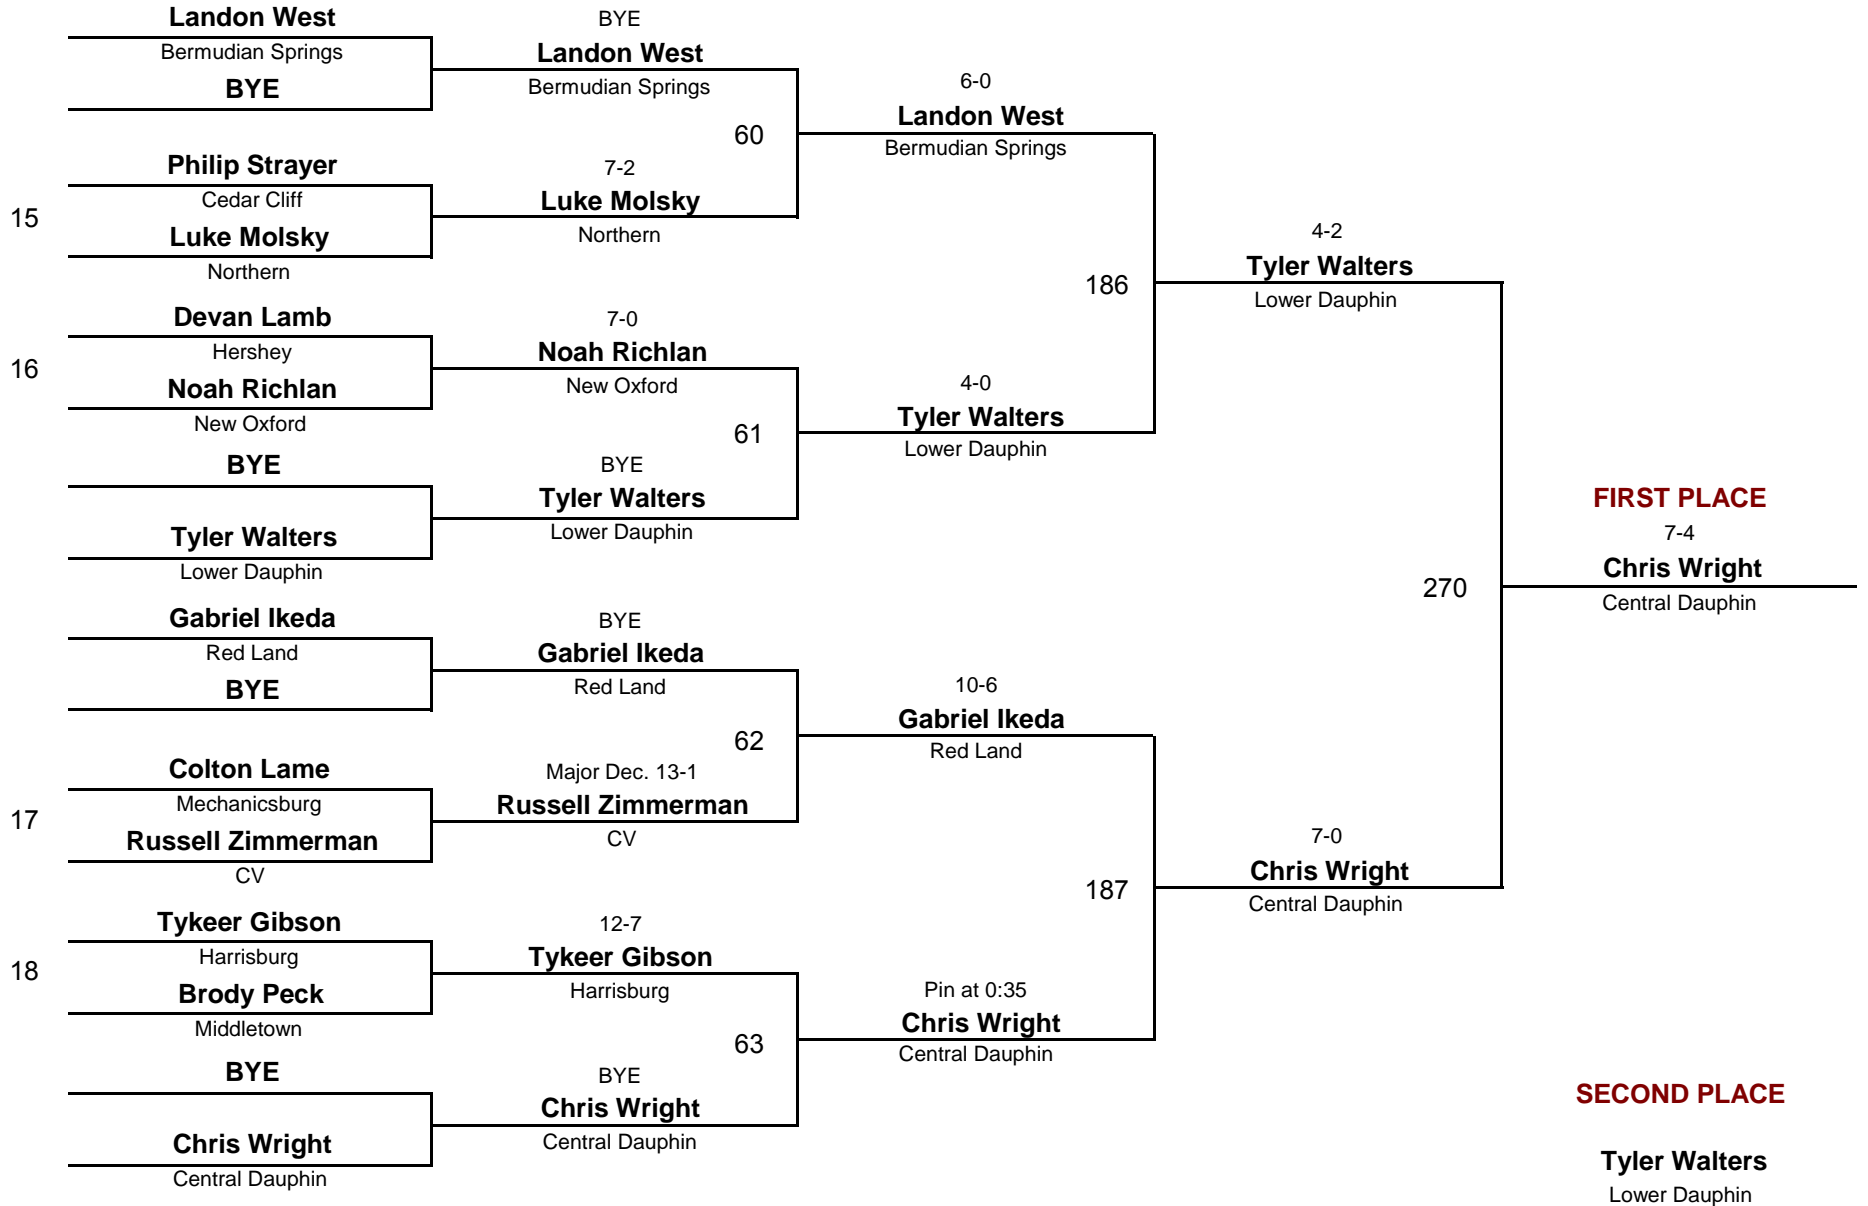 Landon West
Bermudian Springs
BYE
15
Philip Strayer
Cedar Cliff
Luke Molsky
Northern
16
Devan Lamb
Hershey
Noah Richlan
New Oxford
BYE
Tyler Walters
Lower Dauphin
Gabriel Ikeda
Red Land
BYE
17
Colton Lame
Mechanicsburg
Russell Zimmerman
CV
18
Tykeer Gibson
Harrisburg
Brody Peck
Middletown
BYE
Chris Wright
Central Dauphin
BYE
Landon West
Bermudian Springs
60
7-2
Luke Molsky
Northern
7-0
Noah Richlan
New Oxford
61
BYE
Tyler Walters
Lower Dauphin
BYE
Gabriel Ikeda
Red Land
62
Major Dec. 13-1
Russell Zimmerman
CV
12-7
Tykeer Gibson
Harrisburg
63
BYE
Chris Wright
Central Dauphin
6-0
Landon West
Bermudian Springs
186
4-0
Tyler Walters
Lower Dauphin
10-6
Gabriel Ikeda
Red Land
187
Pin at 0:35
Chris Wright
Central Dauphin
4-2
Tyler Walters
Lower Dauphin
270
7-0
Chris Wright
Central Dauphin
FIRST PLACE
7-4
Chris Wright
Central Dauphin
SECOND PLACE
Tyler Walters
Lower Dauphin